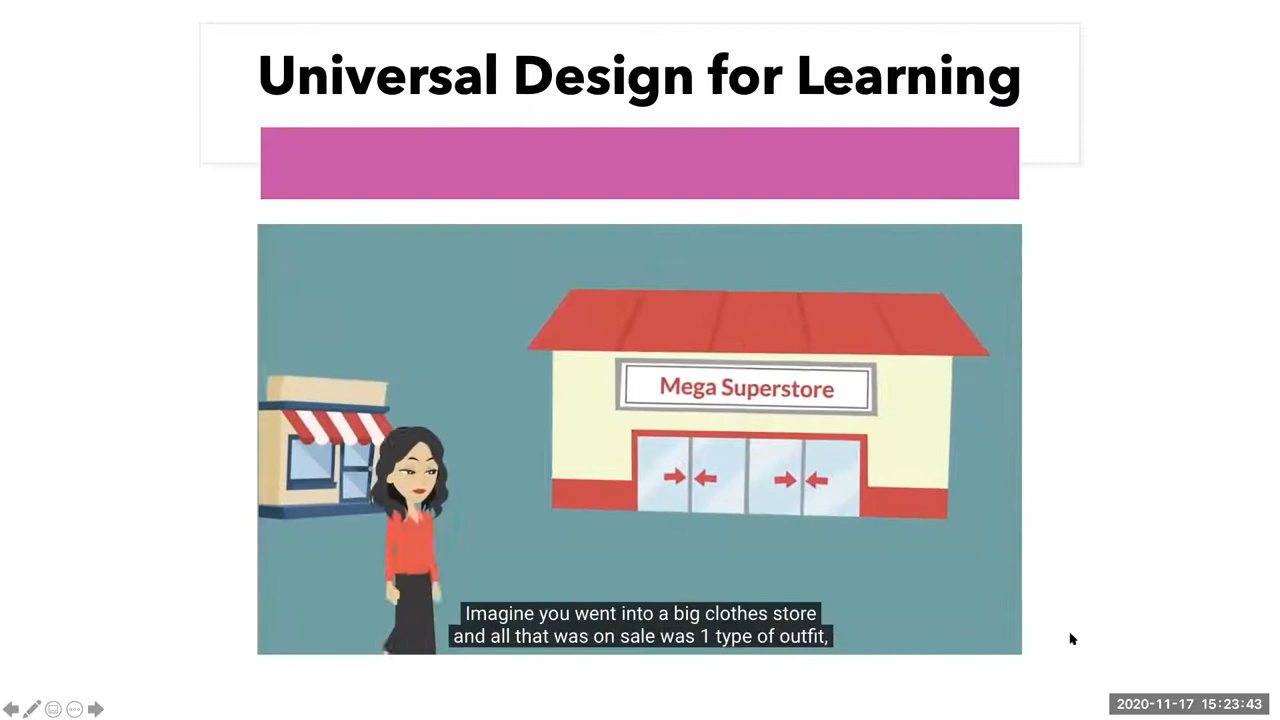 Universal Design for Learning
Mega Superstore
Imagine you went into a big clothes store
and all that was on sale was 1 type of outfit,
2020-11-17 15:23:43